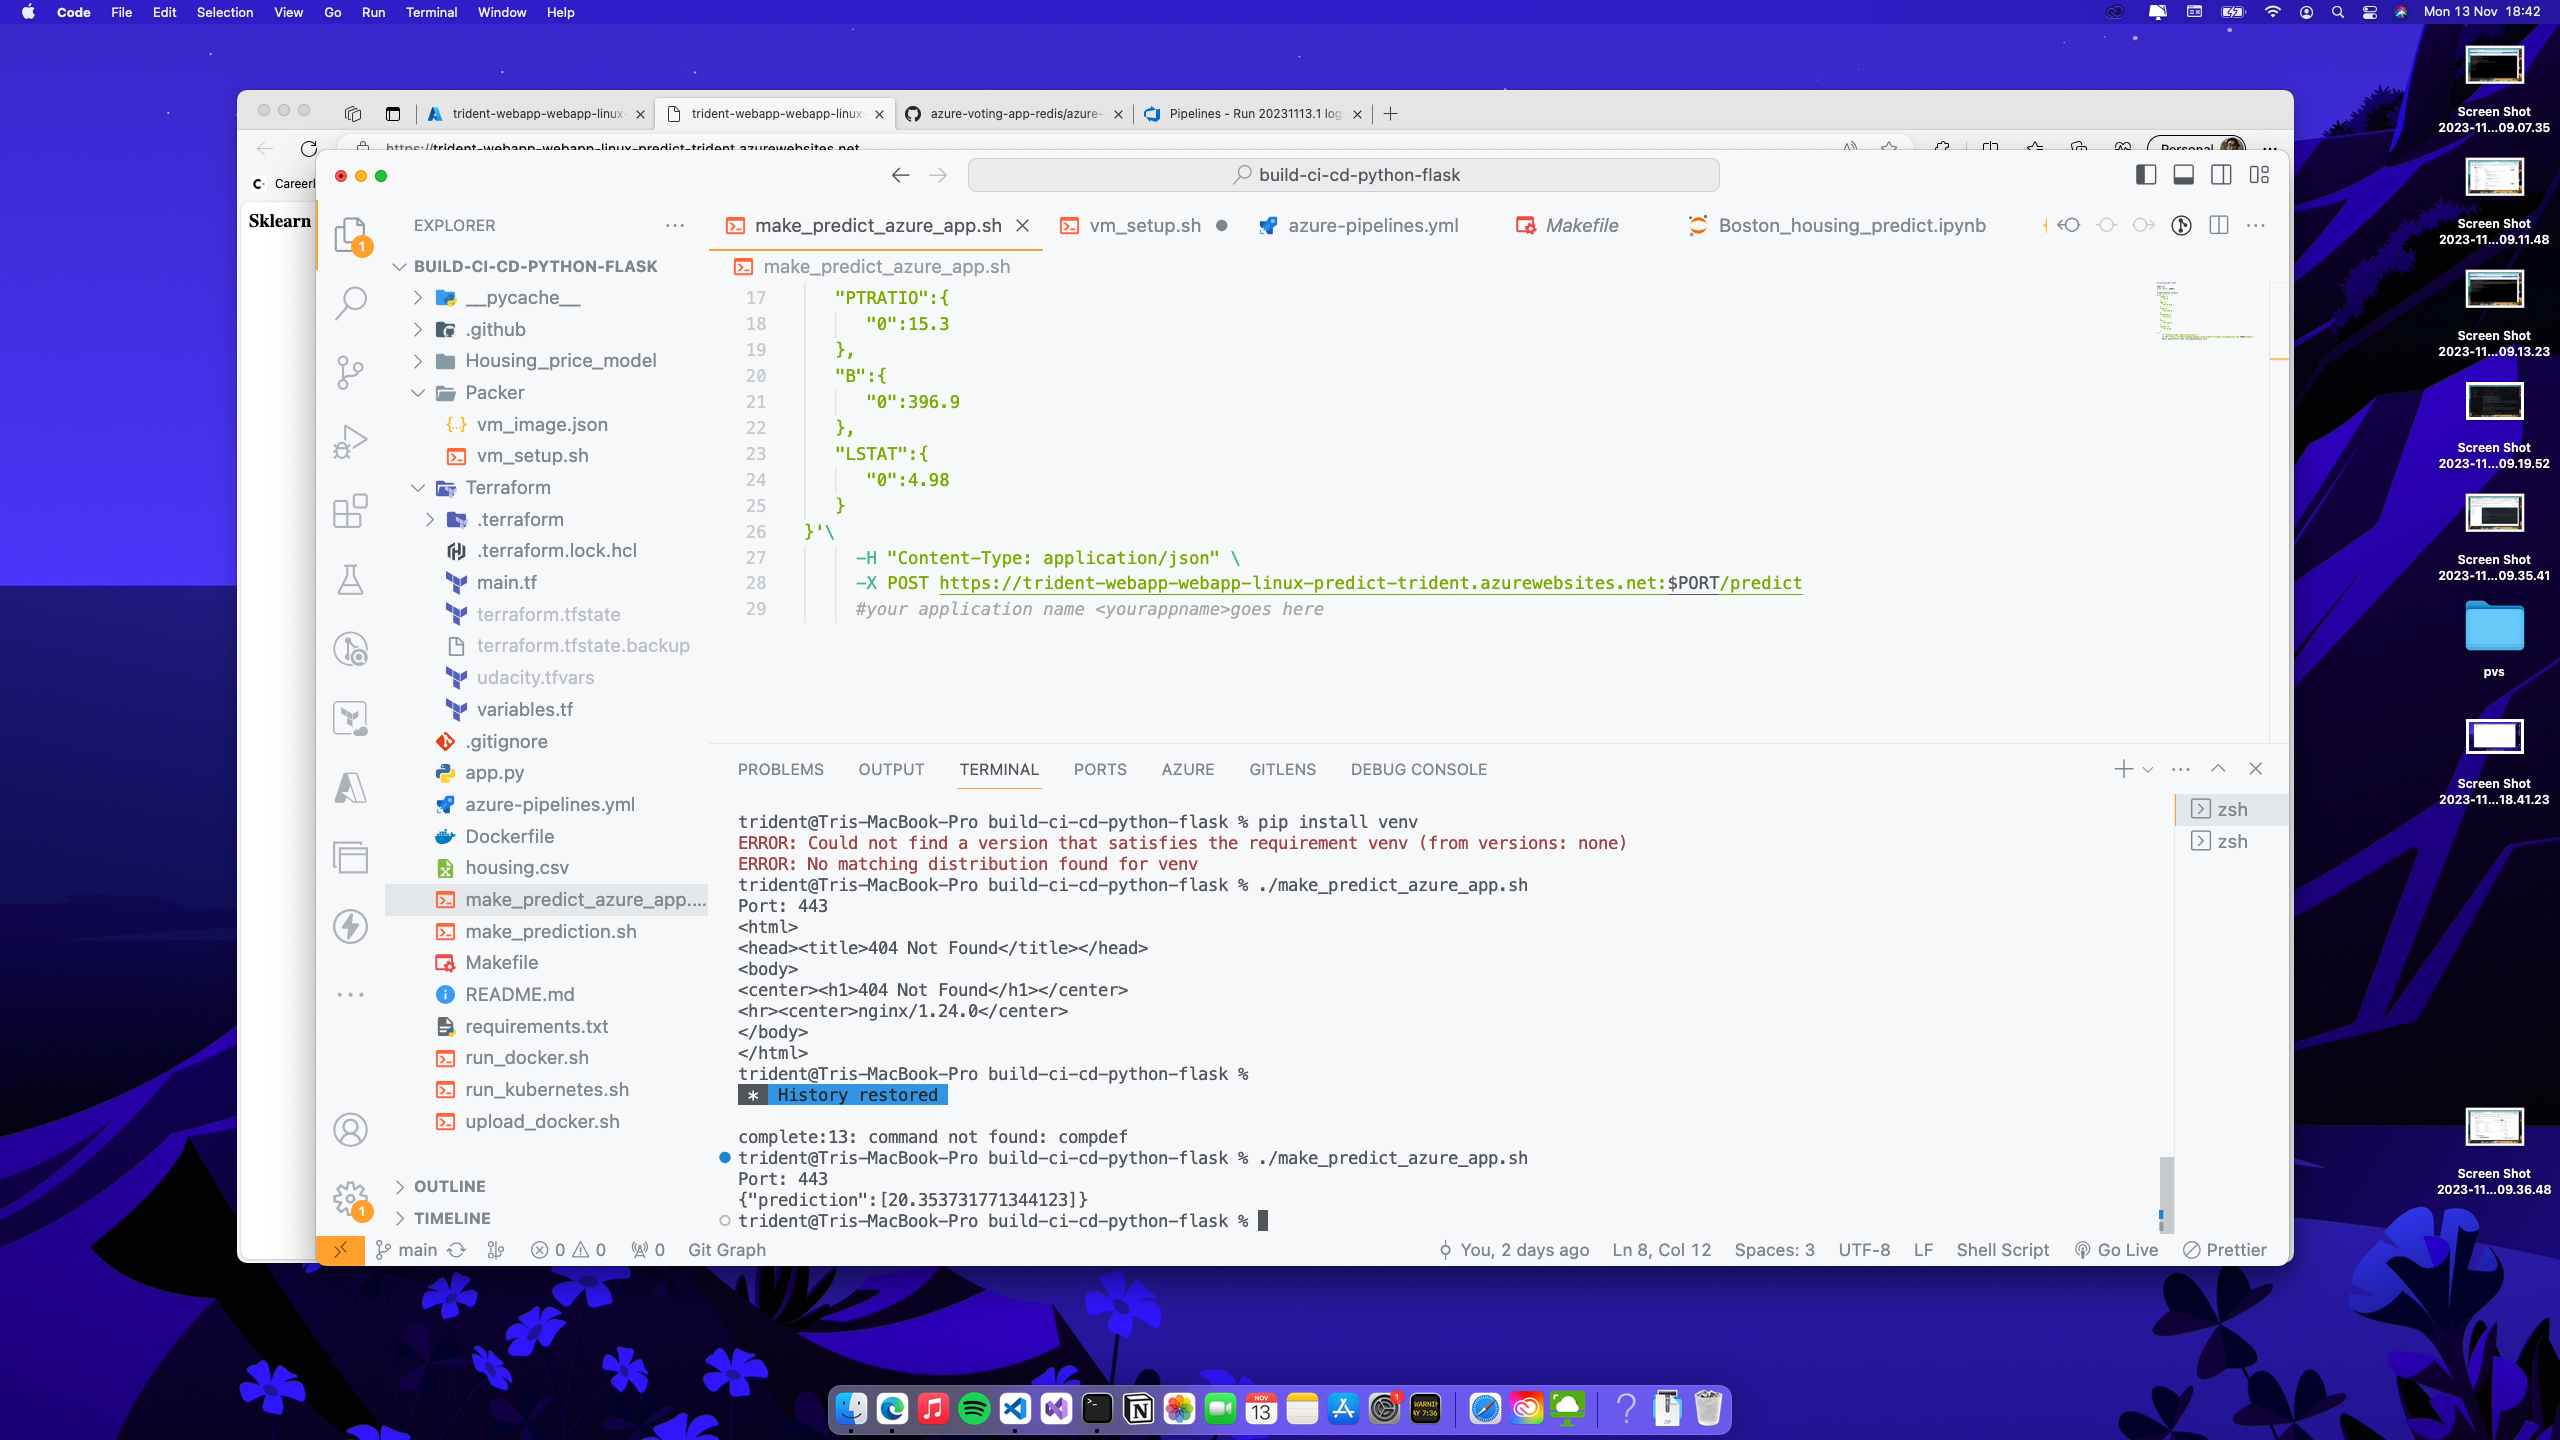 Code File Edit Selection View Go Run Terminal Window Help
Mon 13 Nov 18:42
trident-webapp-webapp-linux-
trident-webapp-webapp-linux-
azure-voting-app-redis/azure-
Pipelines - Run 20231113.1 log
https://trident-webapp-webapp-linux-predict-trident.azurewebsites.net
Personal
Sklearn
build-ci-cd-python-flask
EXPLORER
1
BUILD-CI-CD-PYTHON-FLASK
__pycache__
.github
Housing_price_model
Packer
vm_image.json
vm_setup.sh
Terraform
.terraform
.terraform.lock.hcl
main.tf
terraform.tfstate
terraform.tfstate.backup
udacity.tfvars
variables.tf
.gitignore
app.py
azure-pipelines.yml
Dockerfile
housing.csv
make_predict_azure_app....
make_prediction.sh
Makefile
README.md
requirements.txt
run_docker.sh
run_kubernetes.sh
upload_docker.sh
OUTLINE
TIMELINE
1
make_predict_azure_app.sh
vm_setup.sh
azure-pipelines.yml
Makefile
Boston_housing_predict.ipynb
make_predict_azure_app.sh
17 "PTRATIO":{
18 "0":15.3
19 },
20 "B":{
21 "0":396.9
22 },
23 "LSTAT":{
24 "0":4.98
25 }
26 }'\
27 -H "Content-Type: application/json" \
28 -X POST https://trident-webapp-webapp-linux-predict-trident.azurewebsites.net:$PORT/predict
29 #your application name <yourappname>goes here
PROBLEMS OUTPUT TERMINAL PORTS AZURE GITLENS DEBUG CONSOLE
zsh
zsh
trident@Tris-MacBook-Pro build-ci-cd-python-flask % pip install venv
ERROR: Could not find a version that satisfies the requirement venv (from versions: none)
ERROR: No matching distribution found for venv
trident@Tris-MacBook-Pro build-ci-cd-python-flask % ./make_predict_azure_app.sh
Port: 443
<html>
<head><title>404 Not Found</title></head>
<body>
<center><h1>404 Not Found</h1></center>
<hr><center>nginx/1.24.0</center>
</body>
</html>
trident@Tris-MacBook-Pro build-ci-cd-python-flask %
* History restored
complete:13: command not found: compdef
trident@Tris-MacBook-Pro build-ci-cd-python-flask % ./make_predict_azure_app.sh
Port: 443
{"prediction":[20.353731771344123]}
trident@Tris-MacBook-Pro build-ci-cd-python-flask %
main 0 0 0 Git Graph
You, 2 days ago Ln 8, Col 12 Spaces: 3 UTF-8 LF Shell Script Go Live Prettier
Screen Shot
2023-11...09.07.35
Screen Shot
2023-11...09.11.48
Screen Shot
2023-11...09.13.23
Screen Shot
2023-11...09.19.52
Screen Shot
2023-11...09.35.41
pvs
Screen Shot
2023-11...18.41.23
Screen Shot
2023-11...09.36.48
NOV
13
1